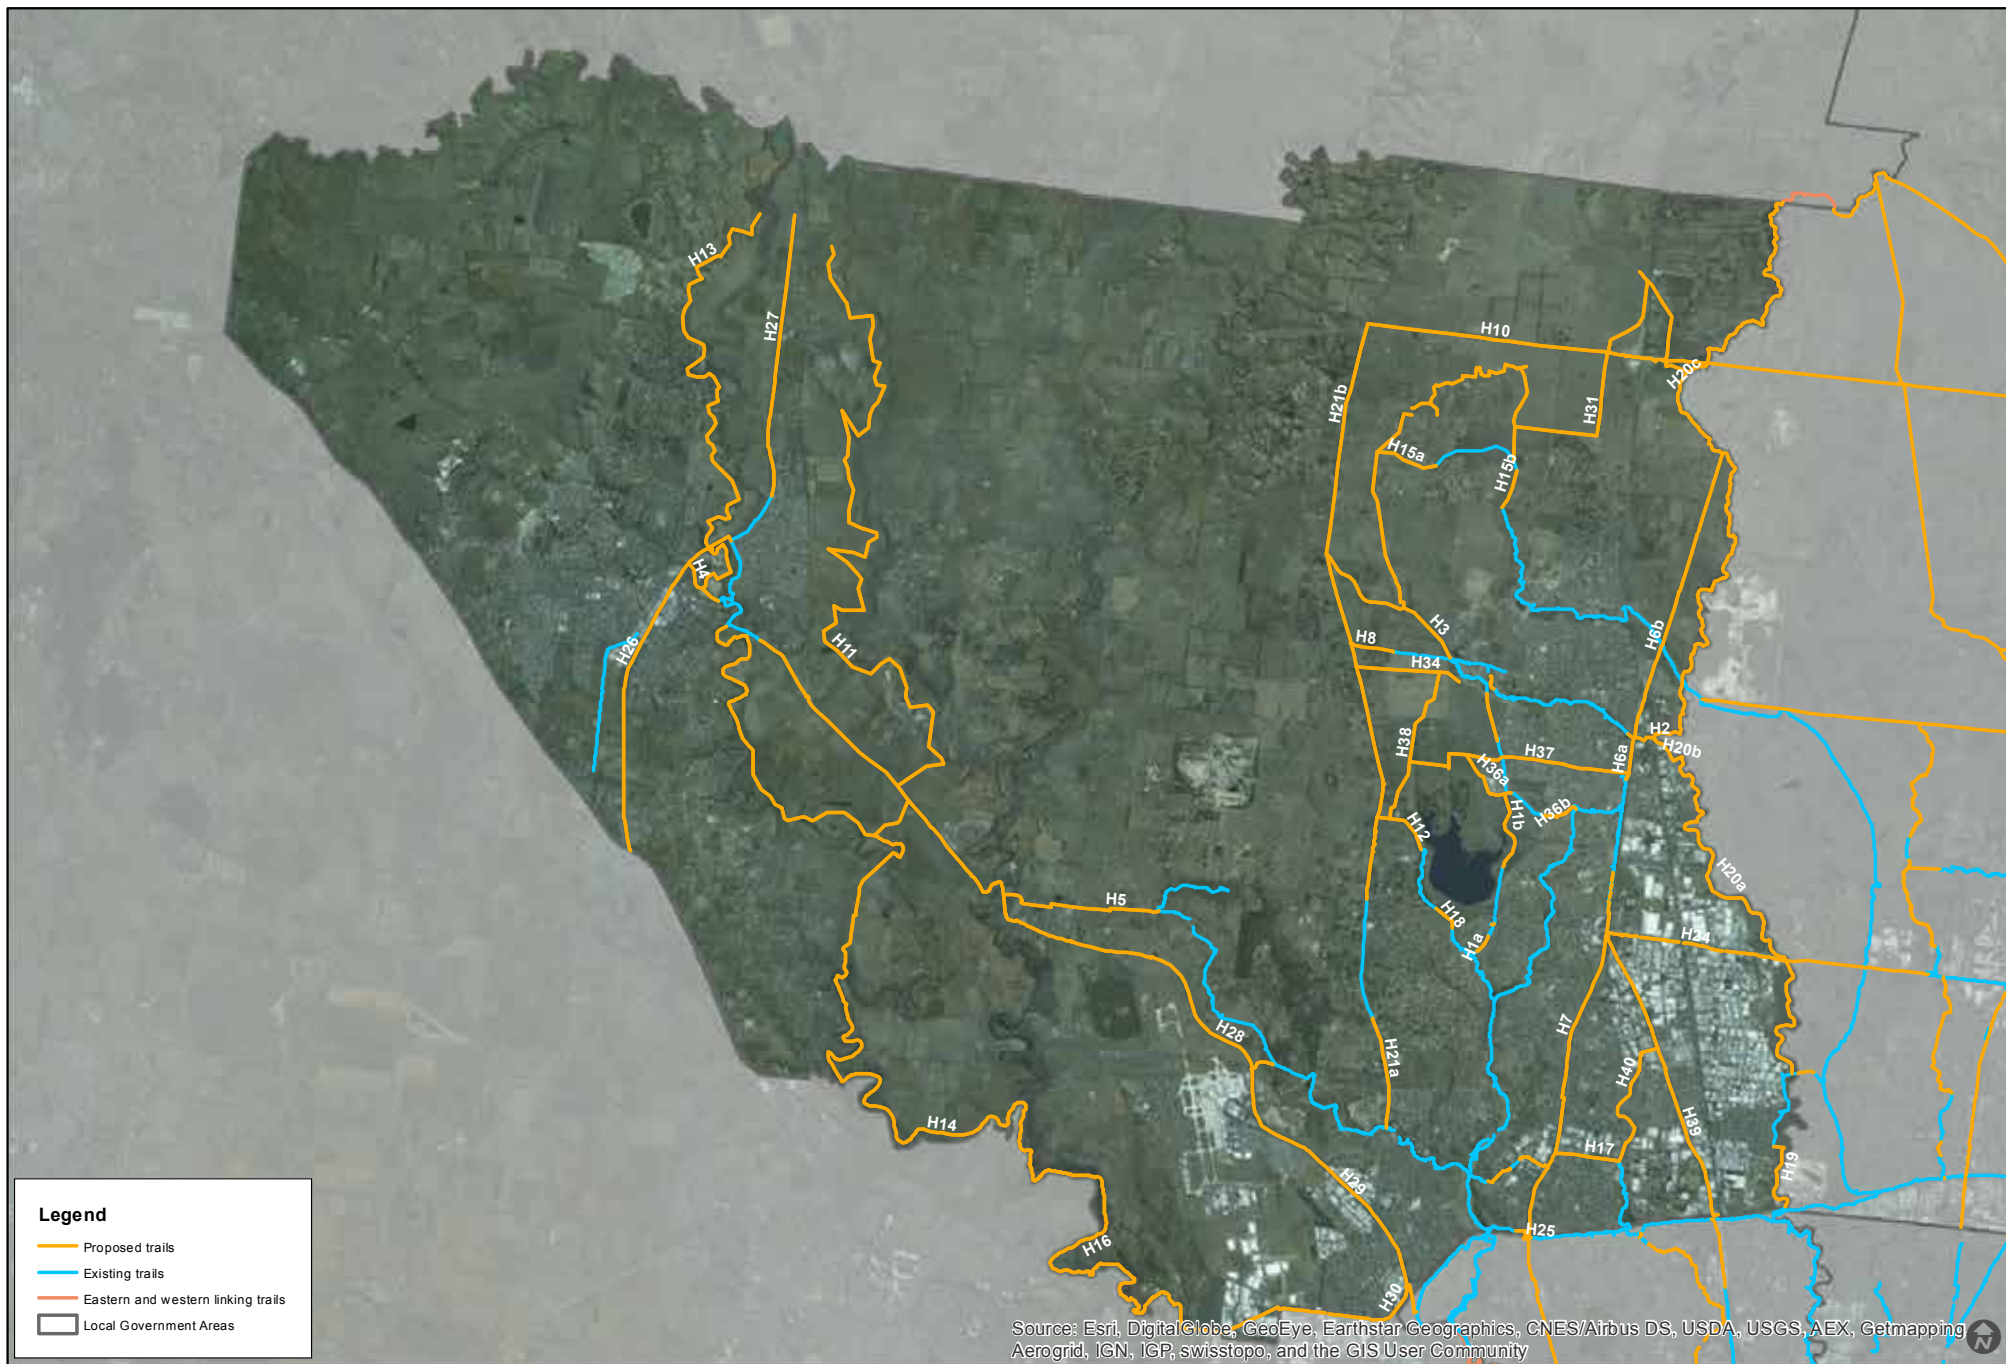 H13
H27
H10
H20c
H21b
H31
H15a
H15b
H4
H3
H6b
H26
H11
H8
H34
H2
H20b
H38
H37
H6a
H36a
H1b
H36b
H12
H20a
H5
H18
H1a
H24
H7
H28
H21a
H40
H39
H14
H17
H19
H29
H25
H16
H30
Legend
Proposed trails
Existing trails
Eastern and western linking trails
Local Government Areas
Source: Esri, DigitalGlobe, GeoEye, Earthstar Geographics, CNES/Airbus DS, USDA, USGS, AEX, Getmapping,
Aerogrid, IGN, IGP, swisstopo, and the GIS User Community
N